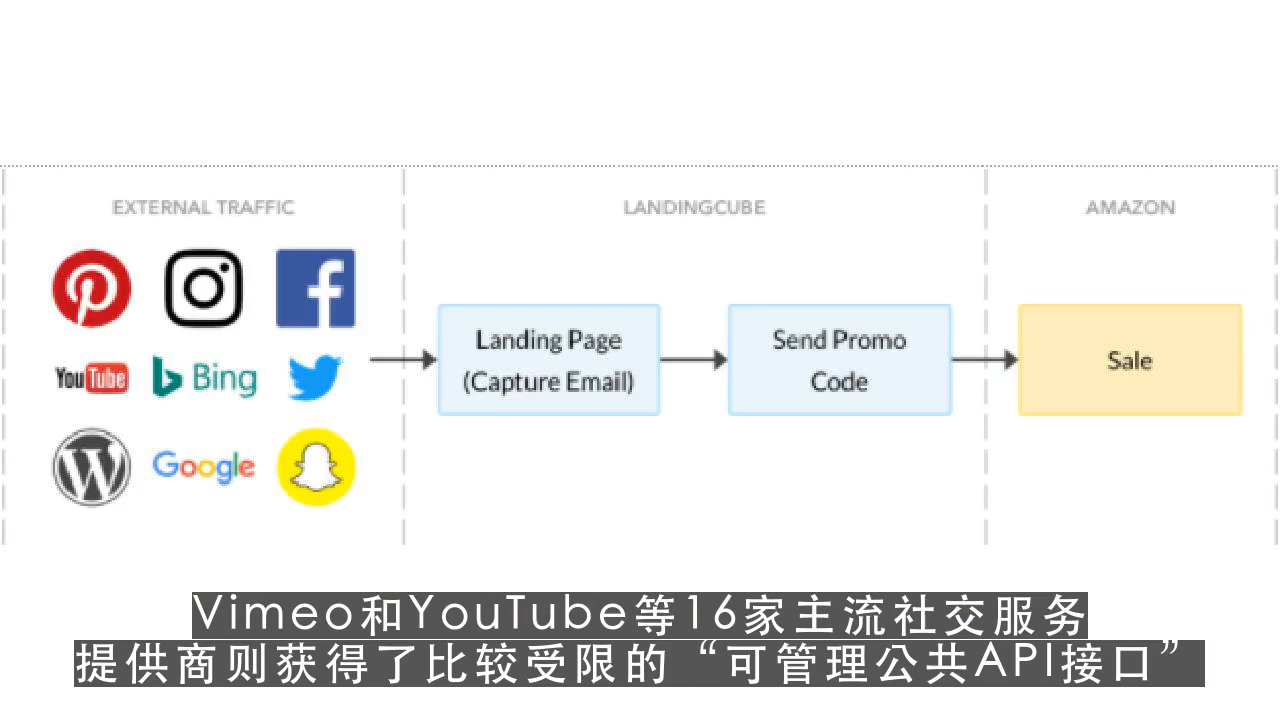 EXTERNAL TRAFFIC
LANDINGCUBE
AMAZON
YouTube
Bing
Google
Landing Page
(Capture Email)
Send Promo
Code
Sale
Vimeo和YouTube等16家主流社交服务
提供商则获得了比较受限的“可管理公共API接口”